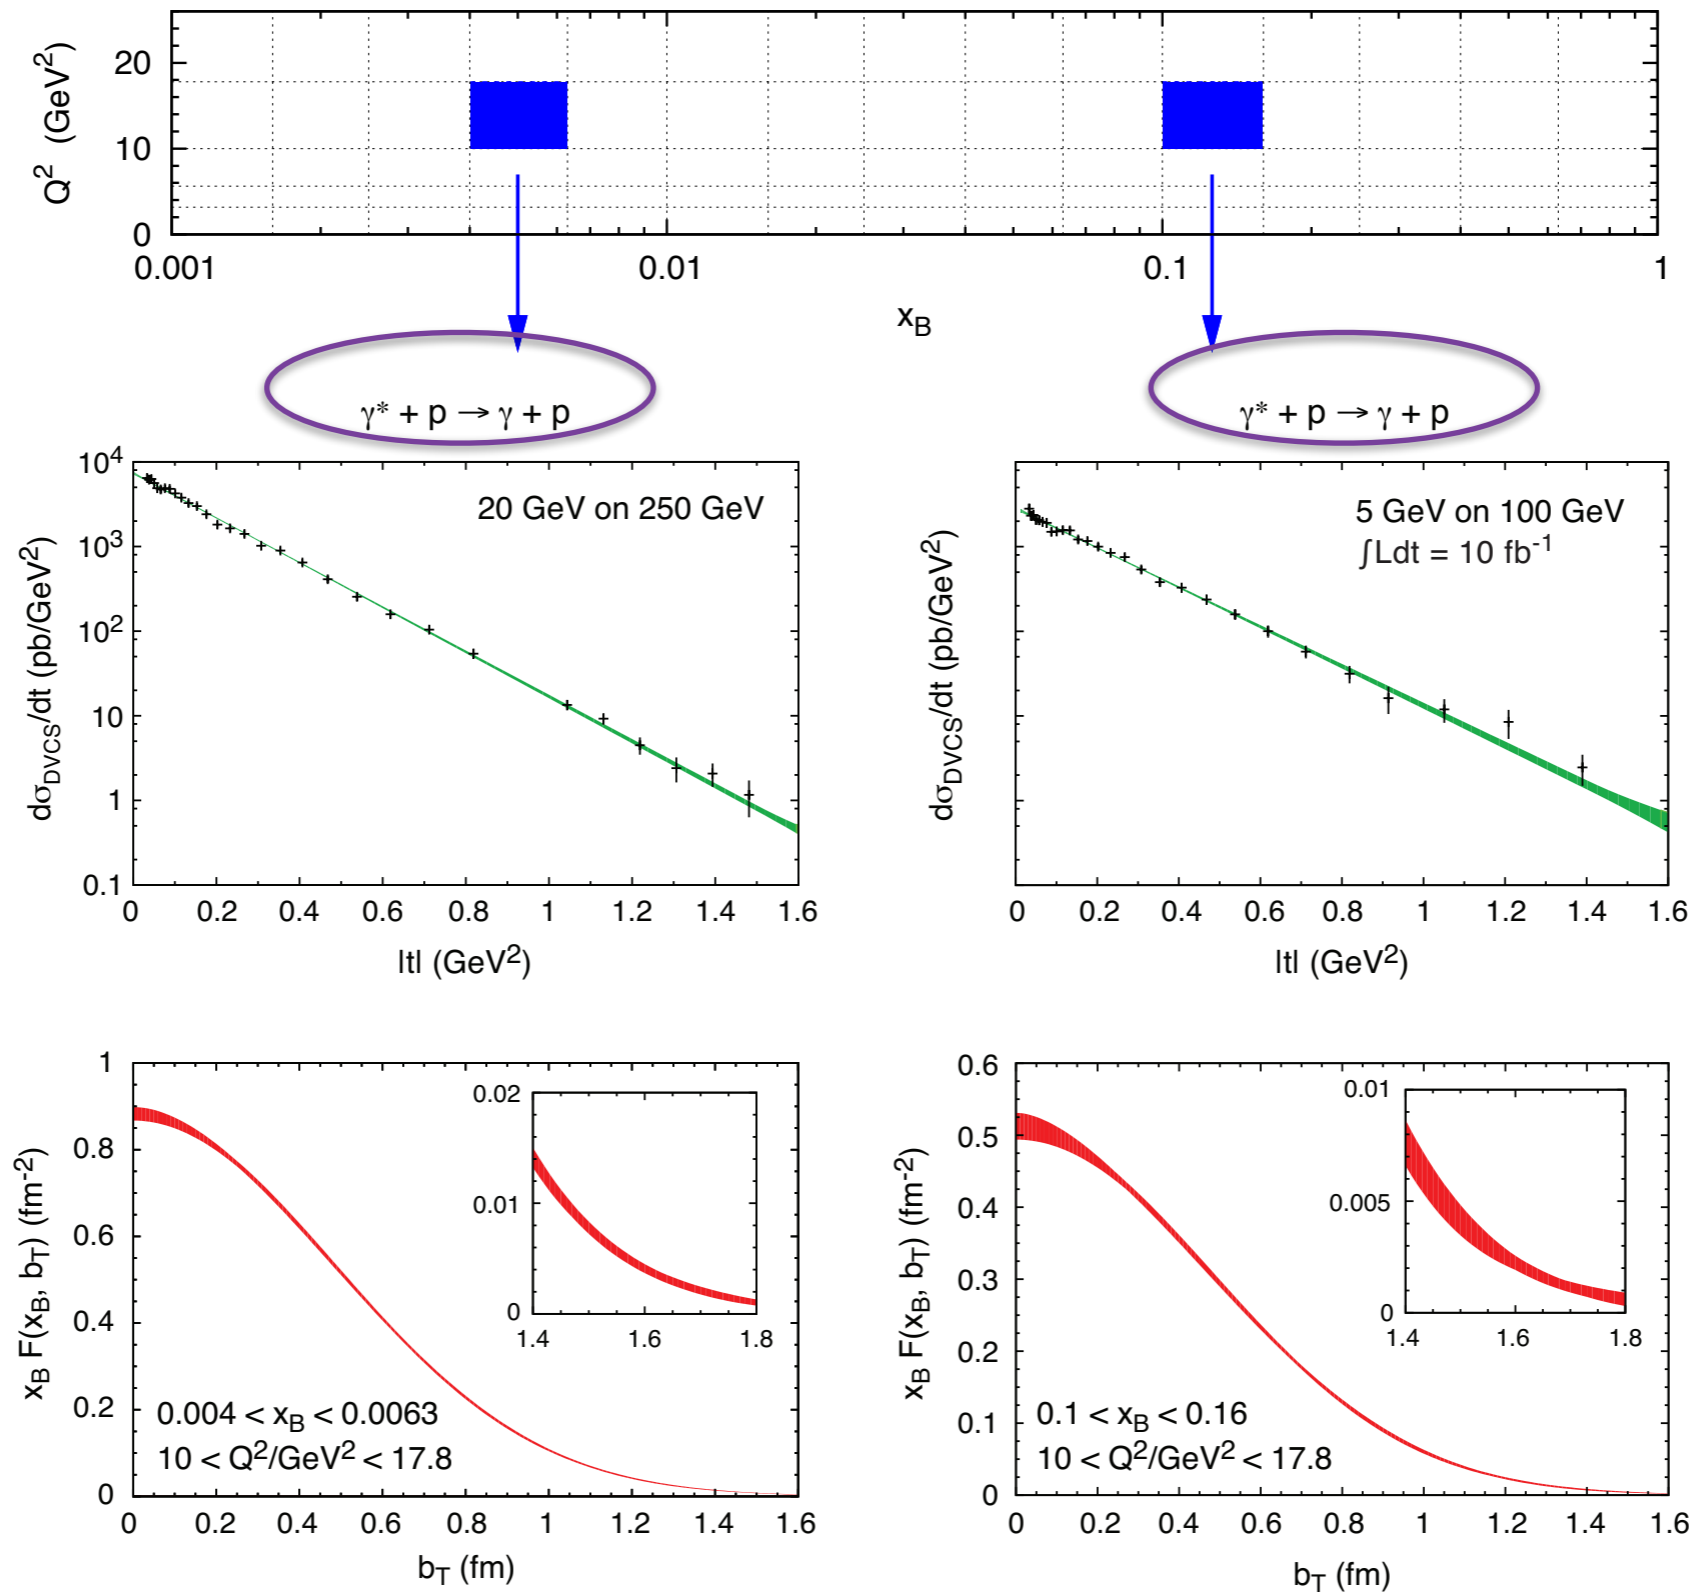 Q² (GeV²)
20
10
0
0.001
0.01
0.1
1
x_B
γ* + p → γ + p
γ* + p → γ + p
dσ_DVCS/dt (pb/GeV²)
10⁴
10³
10²
10
1
0.1
20 GeV on 250 GeV
0 0.2 0.4 0.6 0.8 1 1.2 1.4 1.6
|t| (GeV²)
dσ_DVCS/dt (pb/GeV²)
5 GeV on 100 GeV
∫Ldt = 10 fb⁻¹
0 0.2 0.4 0.6 0.8 1 1.2 1.4 1.6
|t| (GeV²)
x_B F(x_B, b_T) (fm⁻²)
1
0.8
0.6
0.4
0.2
0
0.02
0.01
0
1.4 1.6 1.8
0.004 < x_B < 0.0063
10 < Q²/GeV² < 17.8
0 0.2 0.4 0.6 0.8 1 1.2 1.4 1.6
b_T (fm)
x_B F(x_B, b_T) (fm⁻²)
0.6
0.5
0.4
0.3
0.2
0.1
0
0.01
0.005
0
1.4 1.6 1.8
0.1 < x_B < 0.16
10 < Q²/GeV² < 17.8
0 0.2 0.4 0.6 0.8 1 1.2 1.4 1.6
b_T (fm)